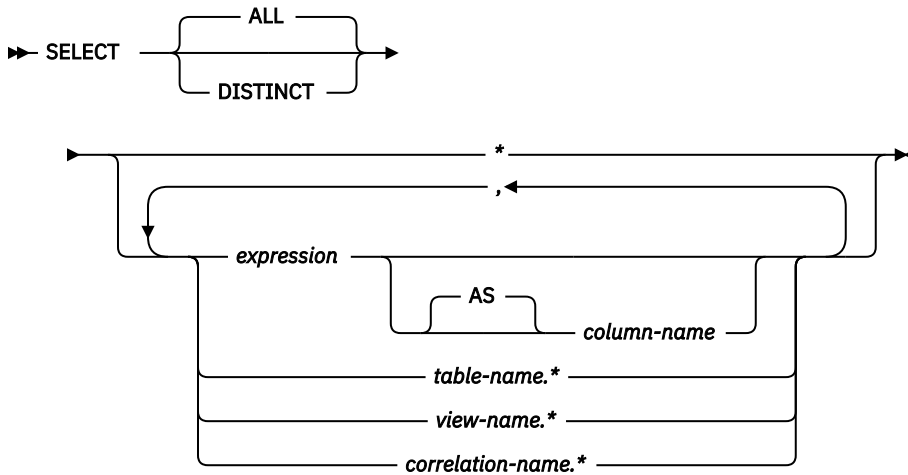 ALL
SELECT
DISTINCT
*
,
expression
AS
column-name
table-name.*
view-name.*
correlation-name.*